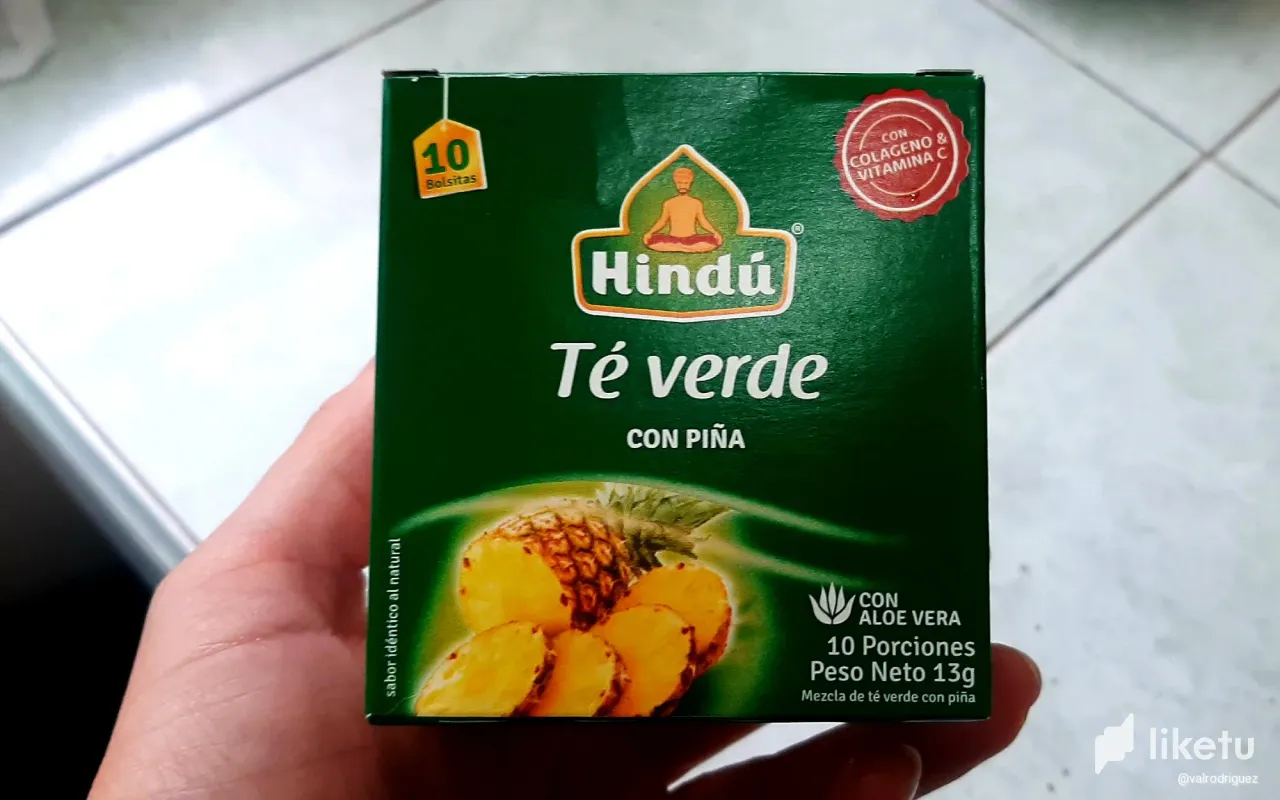 10
Bolsitas
CON
COLAGENO &
VITAMINA C
Hindú®
Té verde
CON PIÑA
sabor idéntico al natural
CON
ALOE VERA
10 Porciones
Peso Neto 13g
Mezcla de té verde con piña
liketu
@valrodriguez